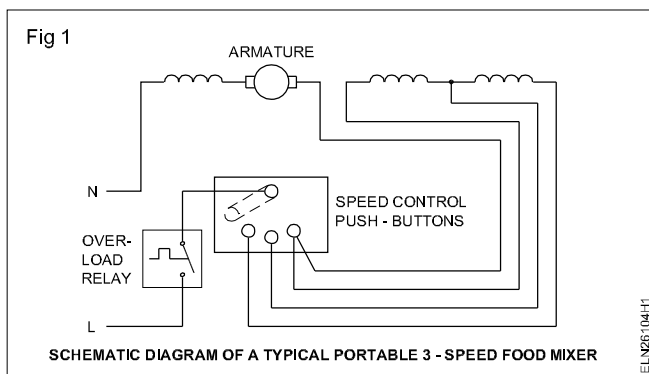 Fig 1
ARMATURE
N
SPEED CONTROL
PUSH - BUTTONS
OVER-
LOAD
RELAY
L
SCHEMATIC DIAGRAM OF A TYPICAL PORTABLE 3 - SPEED FOOD MIXER
ELN26104H1